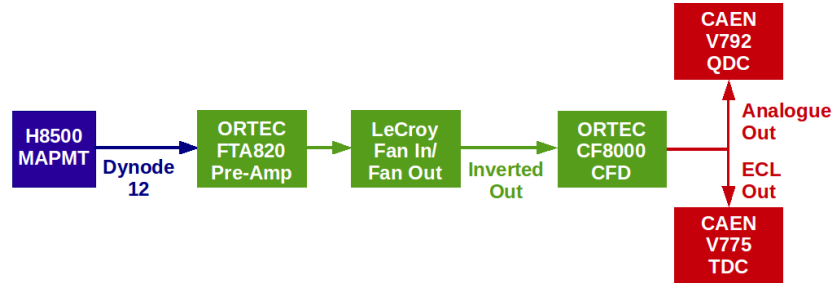 H8500
MAPMT
Dynode
12
ORTEC
FTA820
Pre-Amp
LeCroy
Fan In/
Fan Out
Inverted
Out
ORTEC
CF8000
CFD
CAEN
V792
QDC
Analogue
Out
ECL
Out
CAEN
V775
TDC